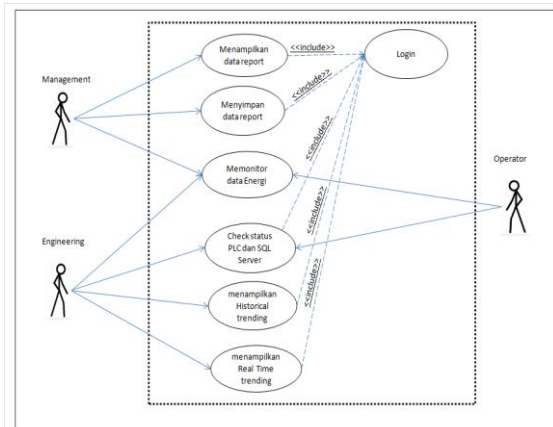 Menampilkan
data report
<<include>>
Login
Management
Menyimpan
data report
<<include>>
Memonitor
data Energi
<<include>>
Operator
Engineering
Check status
PLC dan SQL
Server
<<include>>
menampilkan
Historical
trending
<<include>>
menampilkan
Real Time
trending